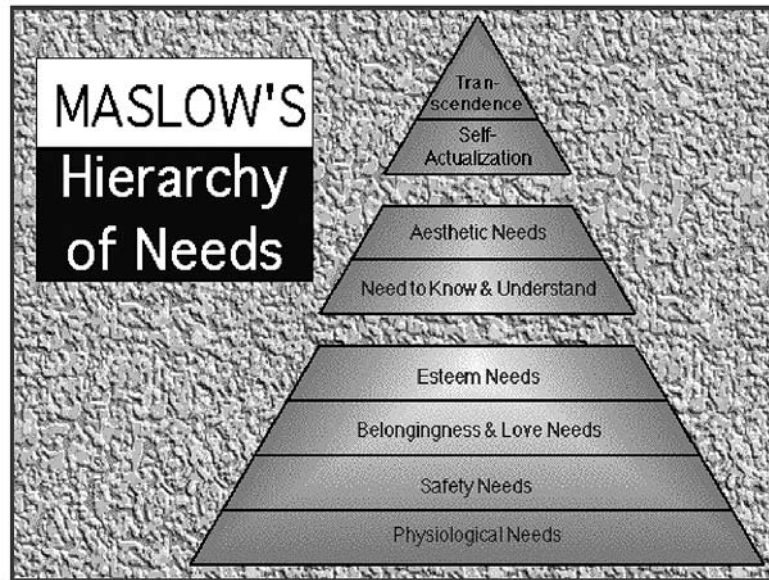 MASLOW'S
Hierarchy
of Needs
Tran-
scendence
Self-
Actualization
Aesthetic Needs
Need to Know & Understand
Esteem Needs
Belongingness & Love Needs
Safety Needs
Physiological Needs